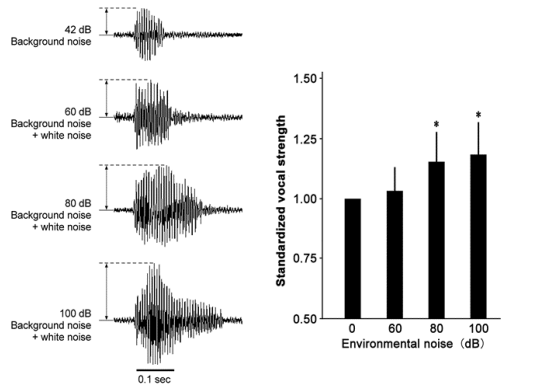 42 dB
Background noise
60 dB
Background noise
+ white noise
80 dB
Background noise
+ white noise
100 dB
Background noise
+ white noise
0.1 sec
Standardized vocal strength
1.50
1.25
*
*
1.00
0.75
0.50
0 60 80 100
Environmental noise (dB)